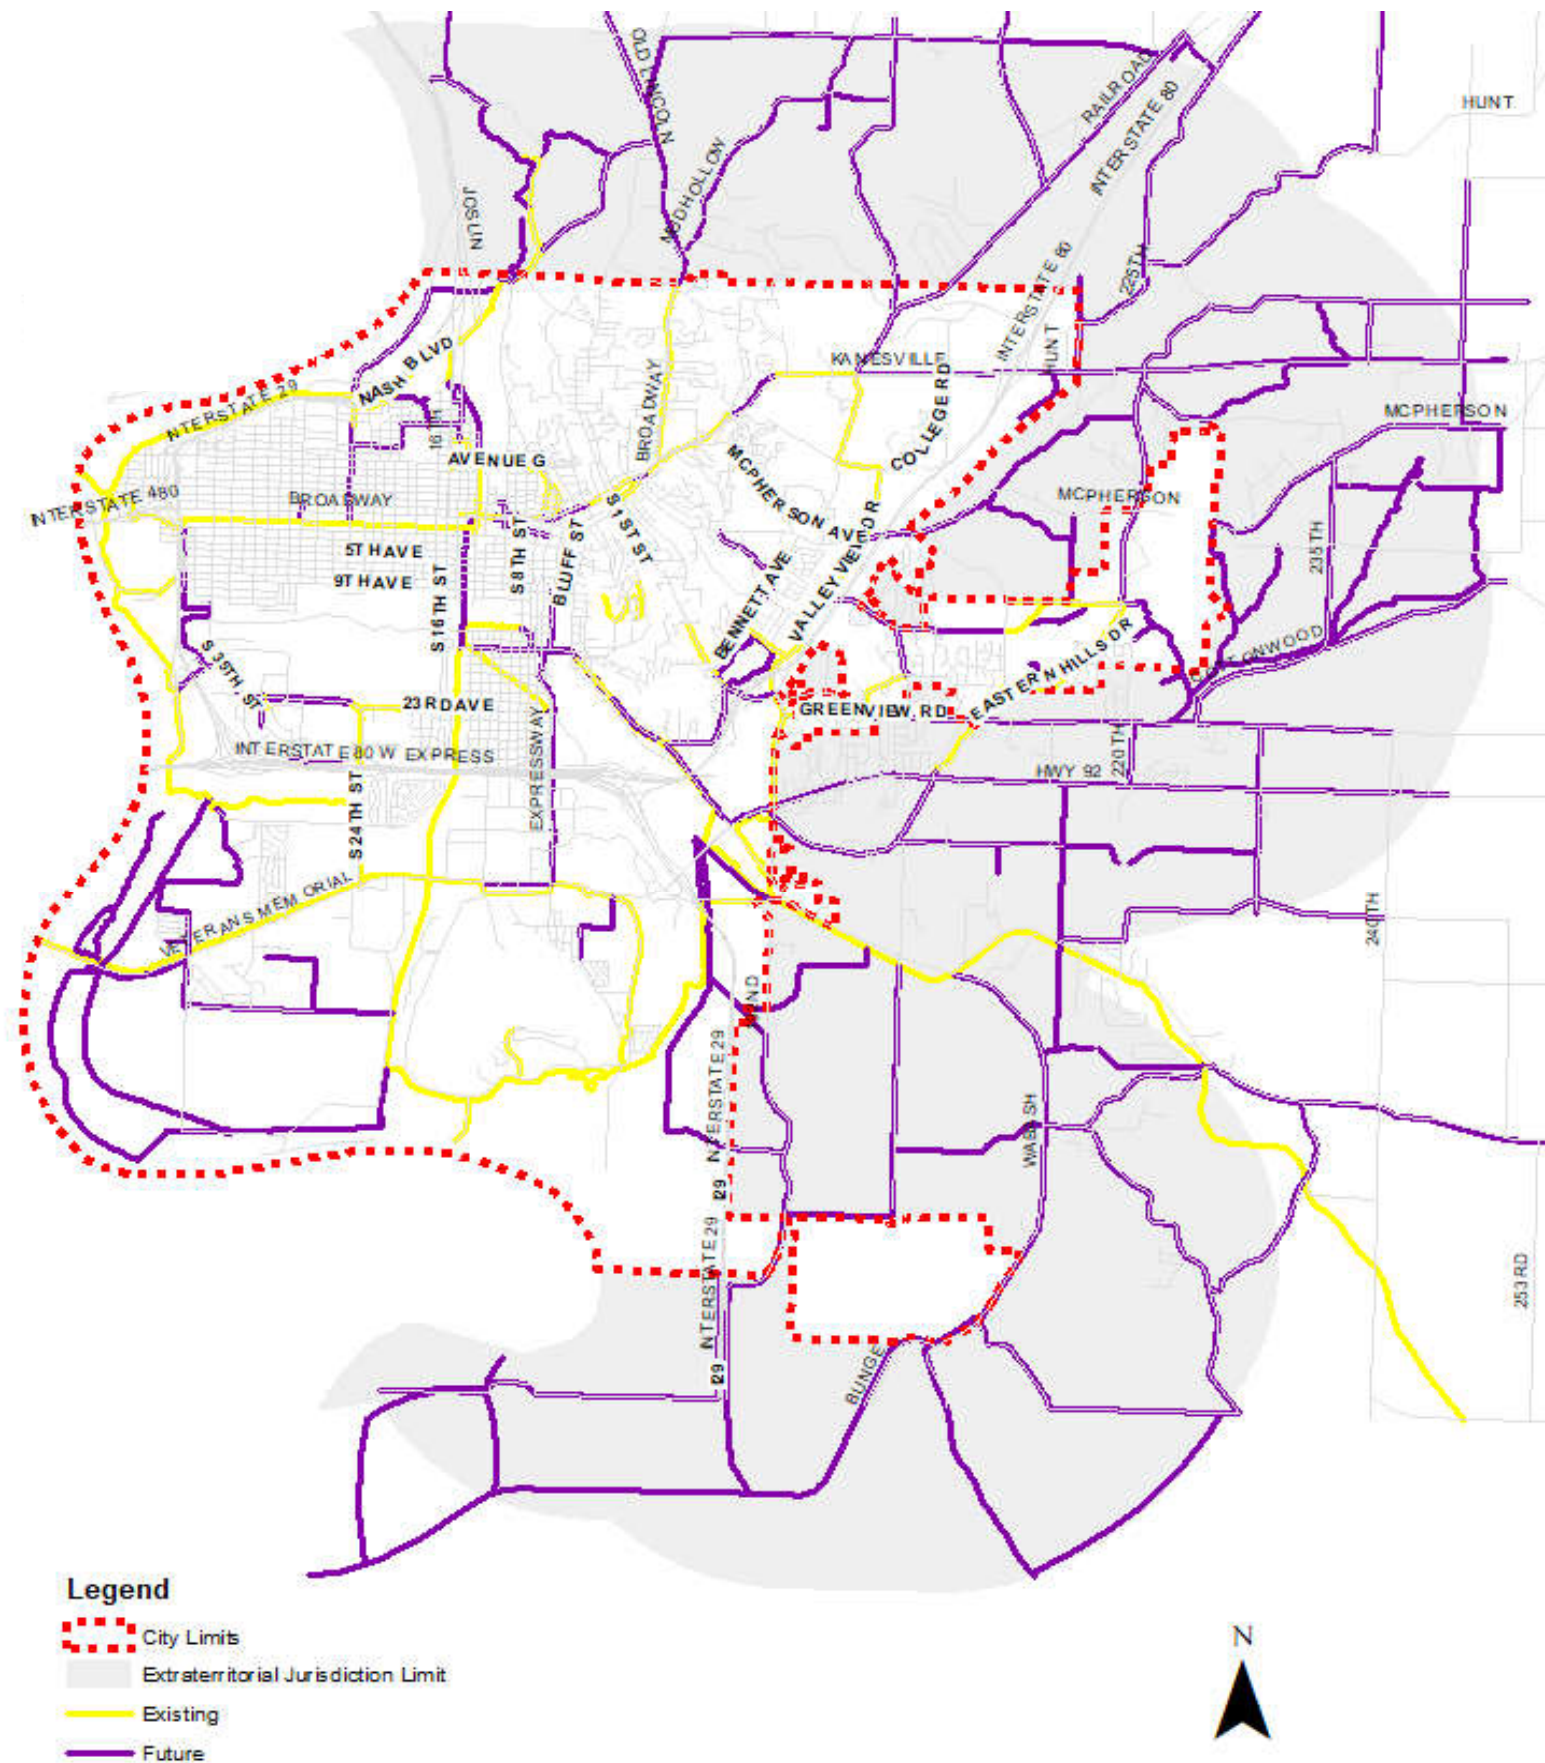 OLD LINCOLN
RAILROAD
INTERSTATE 80
HUNT
MUDHOLLOW
JOSLIN
225TH
INTERSTATE 80
HUNT
KANESVILLE
NASH BLVD
INTERSTATE 29
BROADWAY
COLLEGE RD
MCPHERSON
16TH
AVENUE G
MCPHERSON AVE
MCPHERSON
INTERSTATE 480
BROADWAY
S 1ST ST
5TH AVE
9TH AVE
S 16TH ST
S 8TH ST
BLUFF ST
BENNETT AVE
VALLEY VIEW DR
235TH
S 35TH ST
COTTONWOOD
EASTERN HILLS DR
23RD AVE
GREENVIEW RD
INTERSTATE 80 W EXPRESS
EXPRESSWAY
220TH
HWY 92
S 24TH ST
VETERANS MEMORIAL
240TH
INTERSTATE 29
WABASH
29
INTERSTATE 29
253RD
29
BUNGE
Legend
City Limits
Extraterritorial Jurisdiction Limit
Existing
Future
N